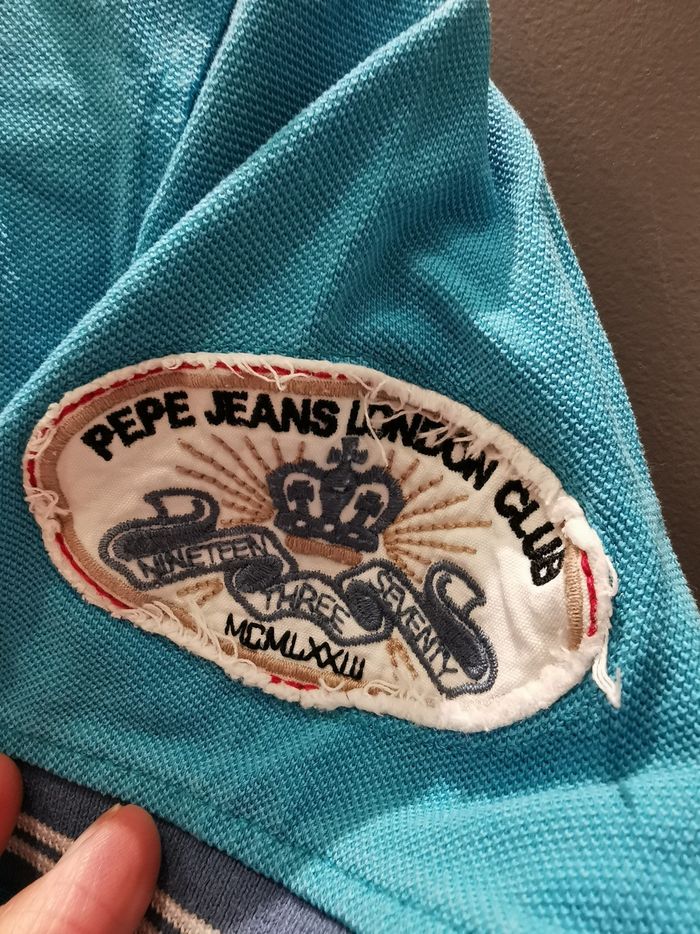 PEPE JEANS LONDON CLUB
NINETEEN
THREE
SEVENTY
MCMLXXIII